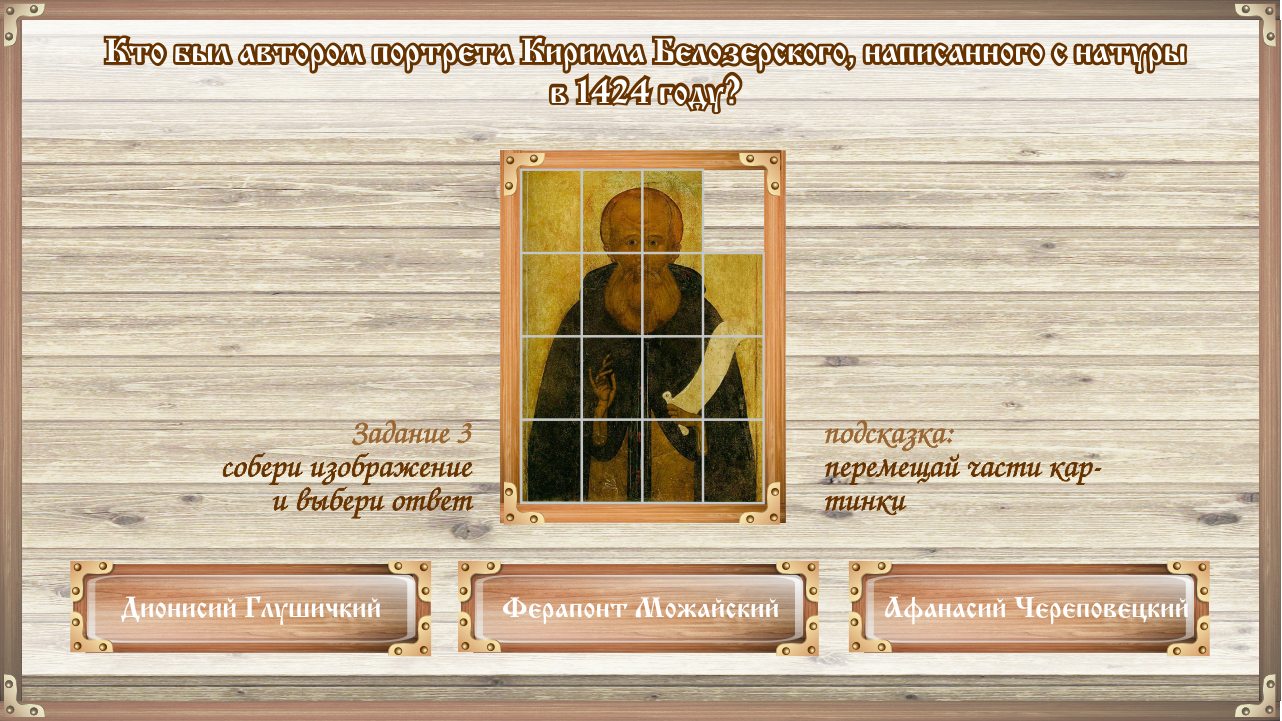 Кто был автором портрета Кирилла Белозерского, написанного с натуры
в 1424 году?
Задание 3
собери изображение
и выбери ответ
подсказка:
перемещай части кар-
тинки
Дионисий Глушичкий
Ферапонт Можайский
Афанасий Череповецкий